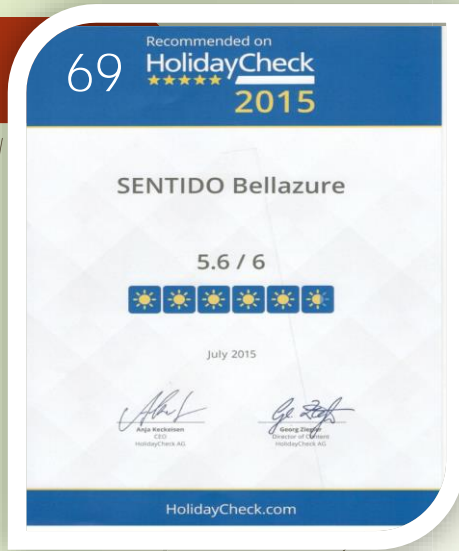 69
Recommended on
HolidayCheck
2015
SENTIDO Bellazure
5.6 / 6
July 2015
Anja Keckeisen
CEO
HolidayCheck AG
Georg Ziegler
Director of Content
HolidayCheck AG
HolidayCheck.com